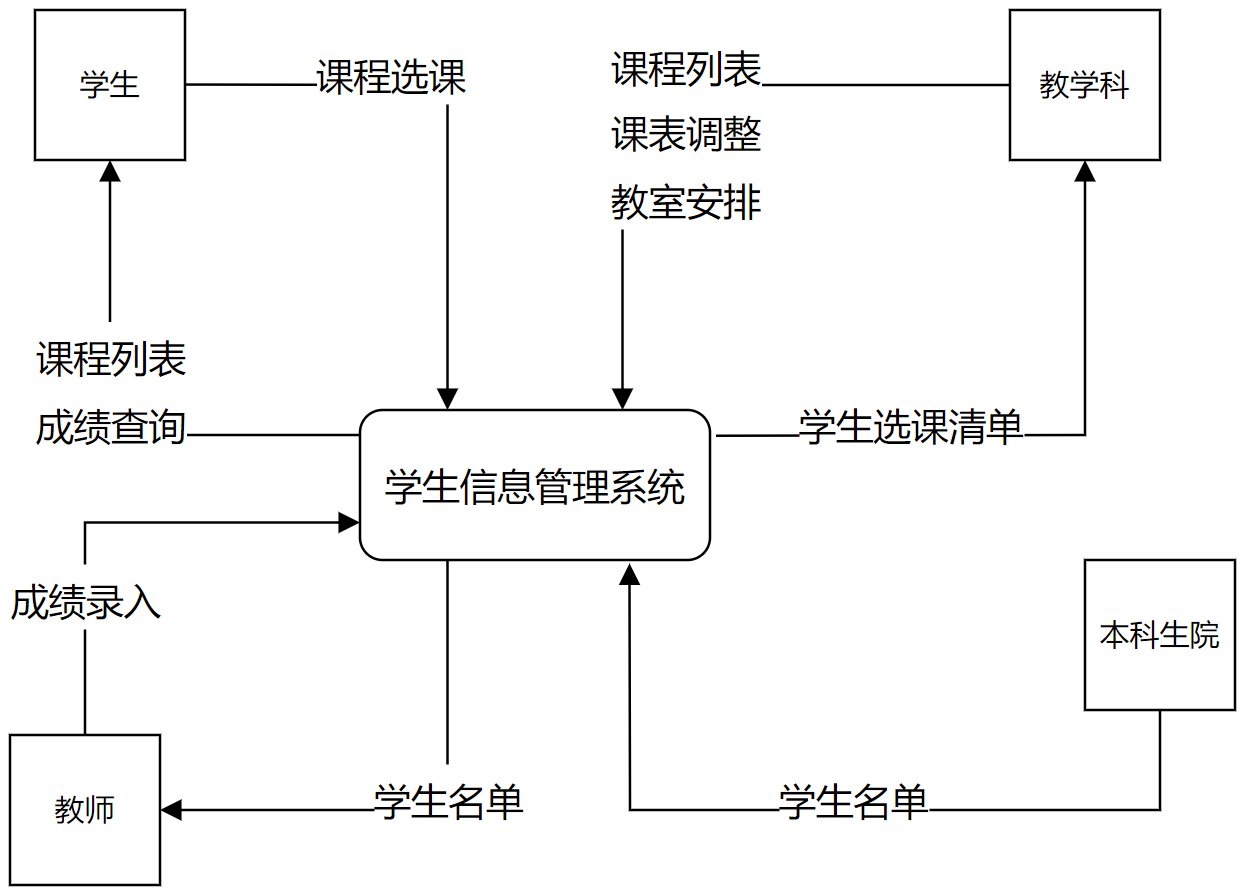 学生
课程选课
课程列表
课表调整
教室安排
教学科
课程列表
成绩查询
学生选课清单
学生信息管理系统
成绩录入
本科生院
教师
学生名单
学生名单